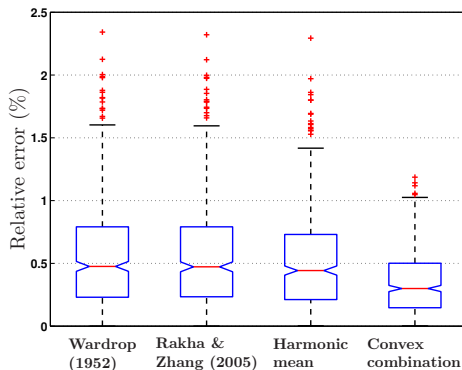 2.5
2
1.5
1
0.5
0
Relative error (%)
Wardrop (1952)
Rakha & Zhang (2005)
Harmonic mean
Convex combination